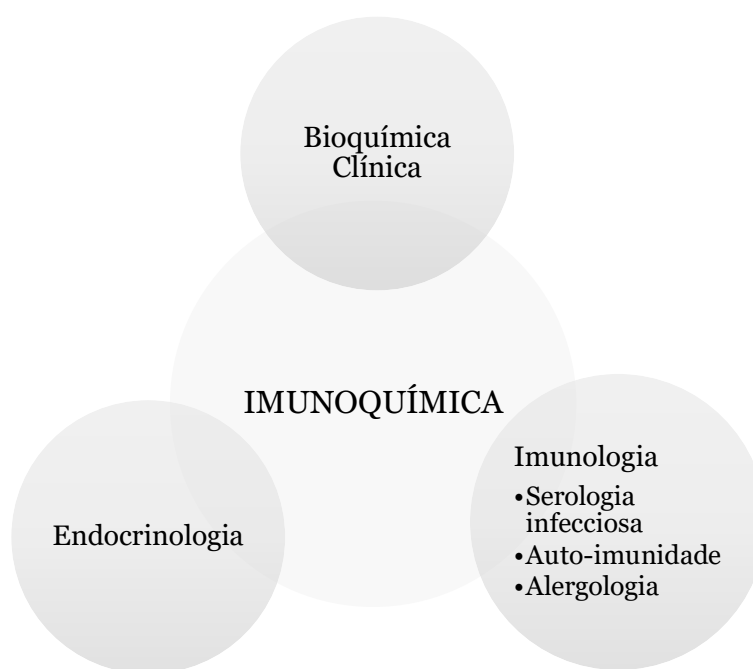 Bioquímica
Clínica
IMUNOQUÍMICA
Endocrinologia
Imunologia
•Serologia
infecciosa
•Auto-imunidade
•Alergologia